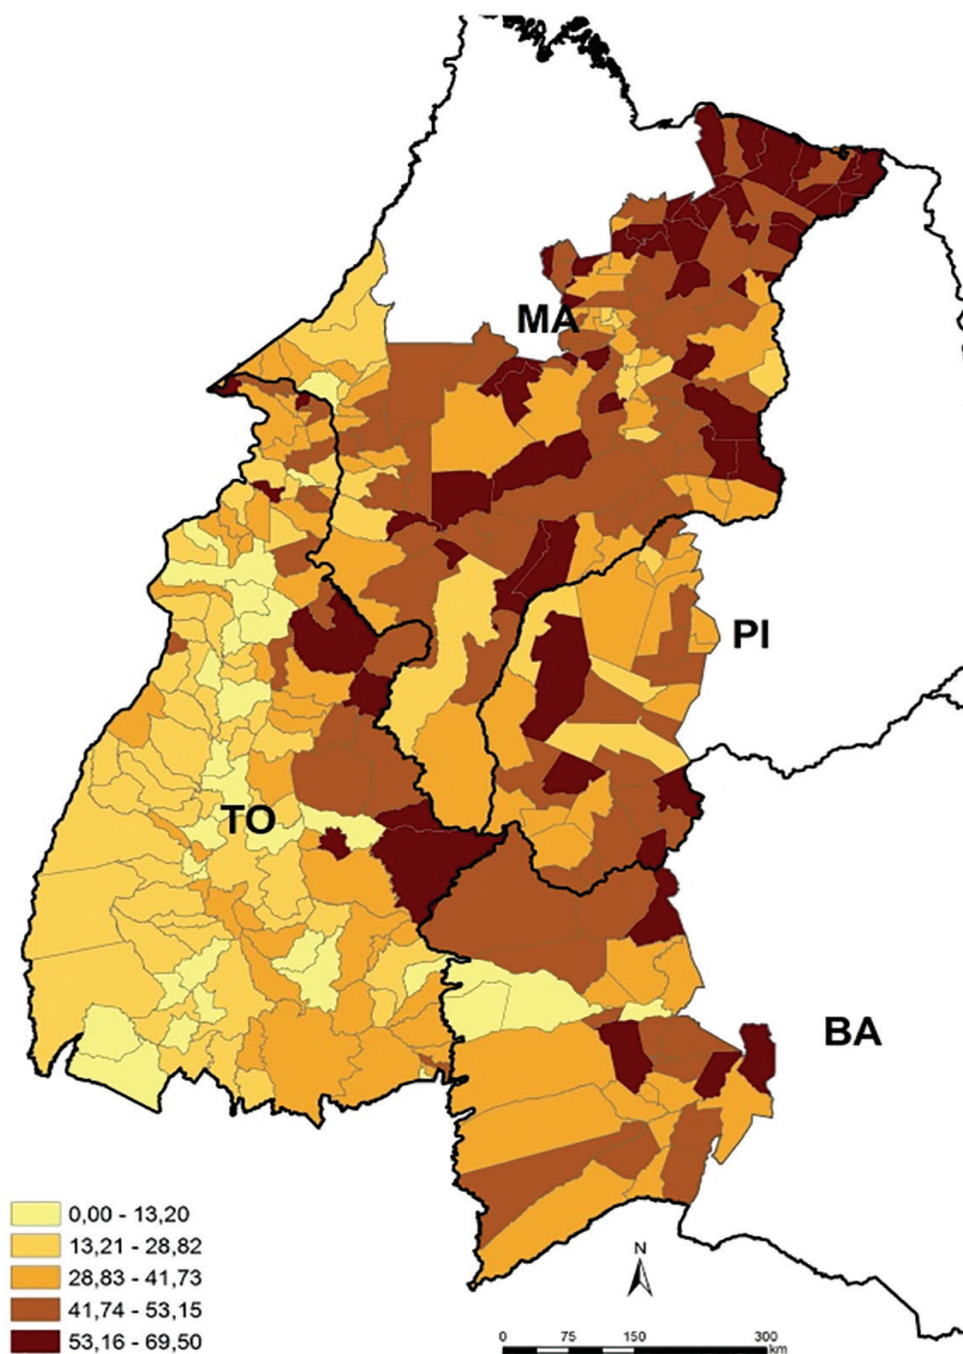 MA
PI
TO
BA
0,00 - 13,20
13,21 - 28,82
28,83 - 41,73
41,74 - 53,15
53,16 - 69,50
N
0 75 150 300
km